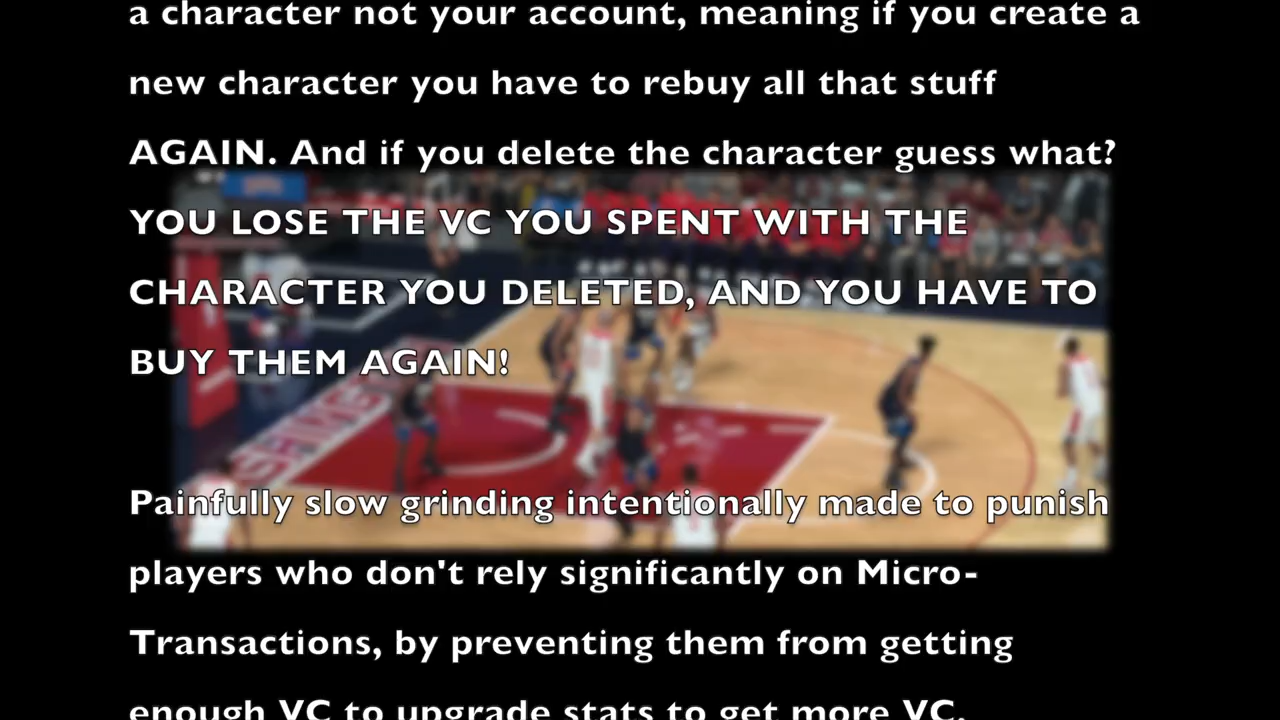 a character not your account, meaning if you create a
new character you have to rebuy all that stuff
AGAIN. And if you delete the character guess what?
YOU LOSE THE VC YOU SPENT WITH THE
CHARACTER YOU DELETED, AND YOU HAVE TO
BUY THEM AGAIN!
Painfully slow grinding intentionally made to punish
players who don't rely significantly on Micro-
Transactions, by preventing them from getting
enough VC to upgrade stats to get more VC.